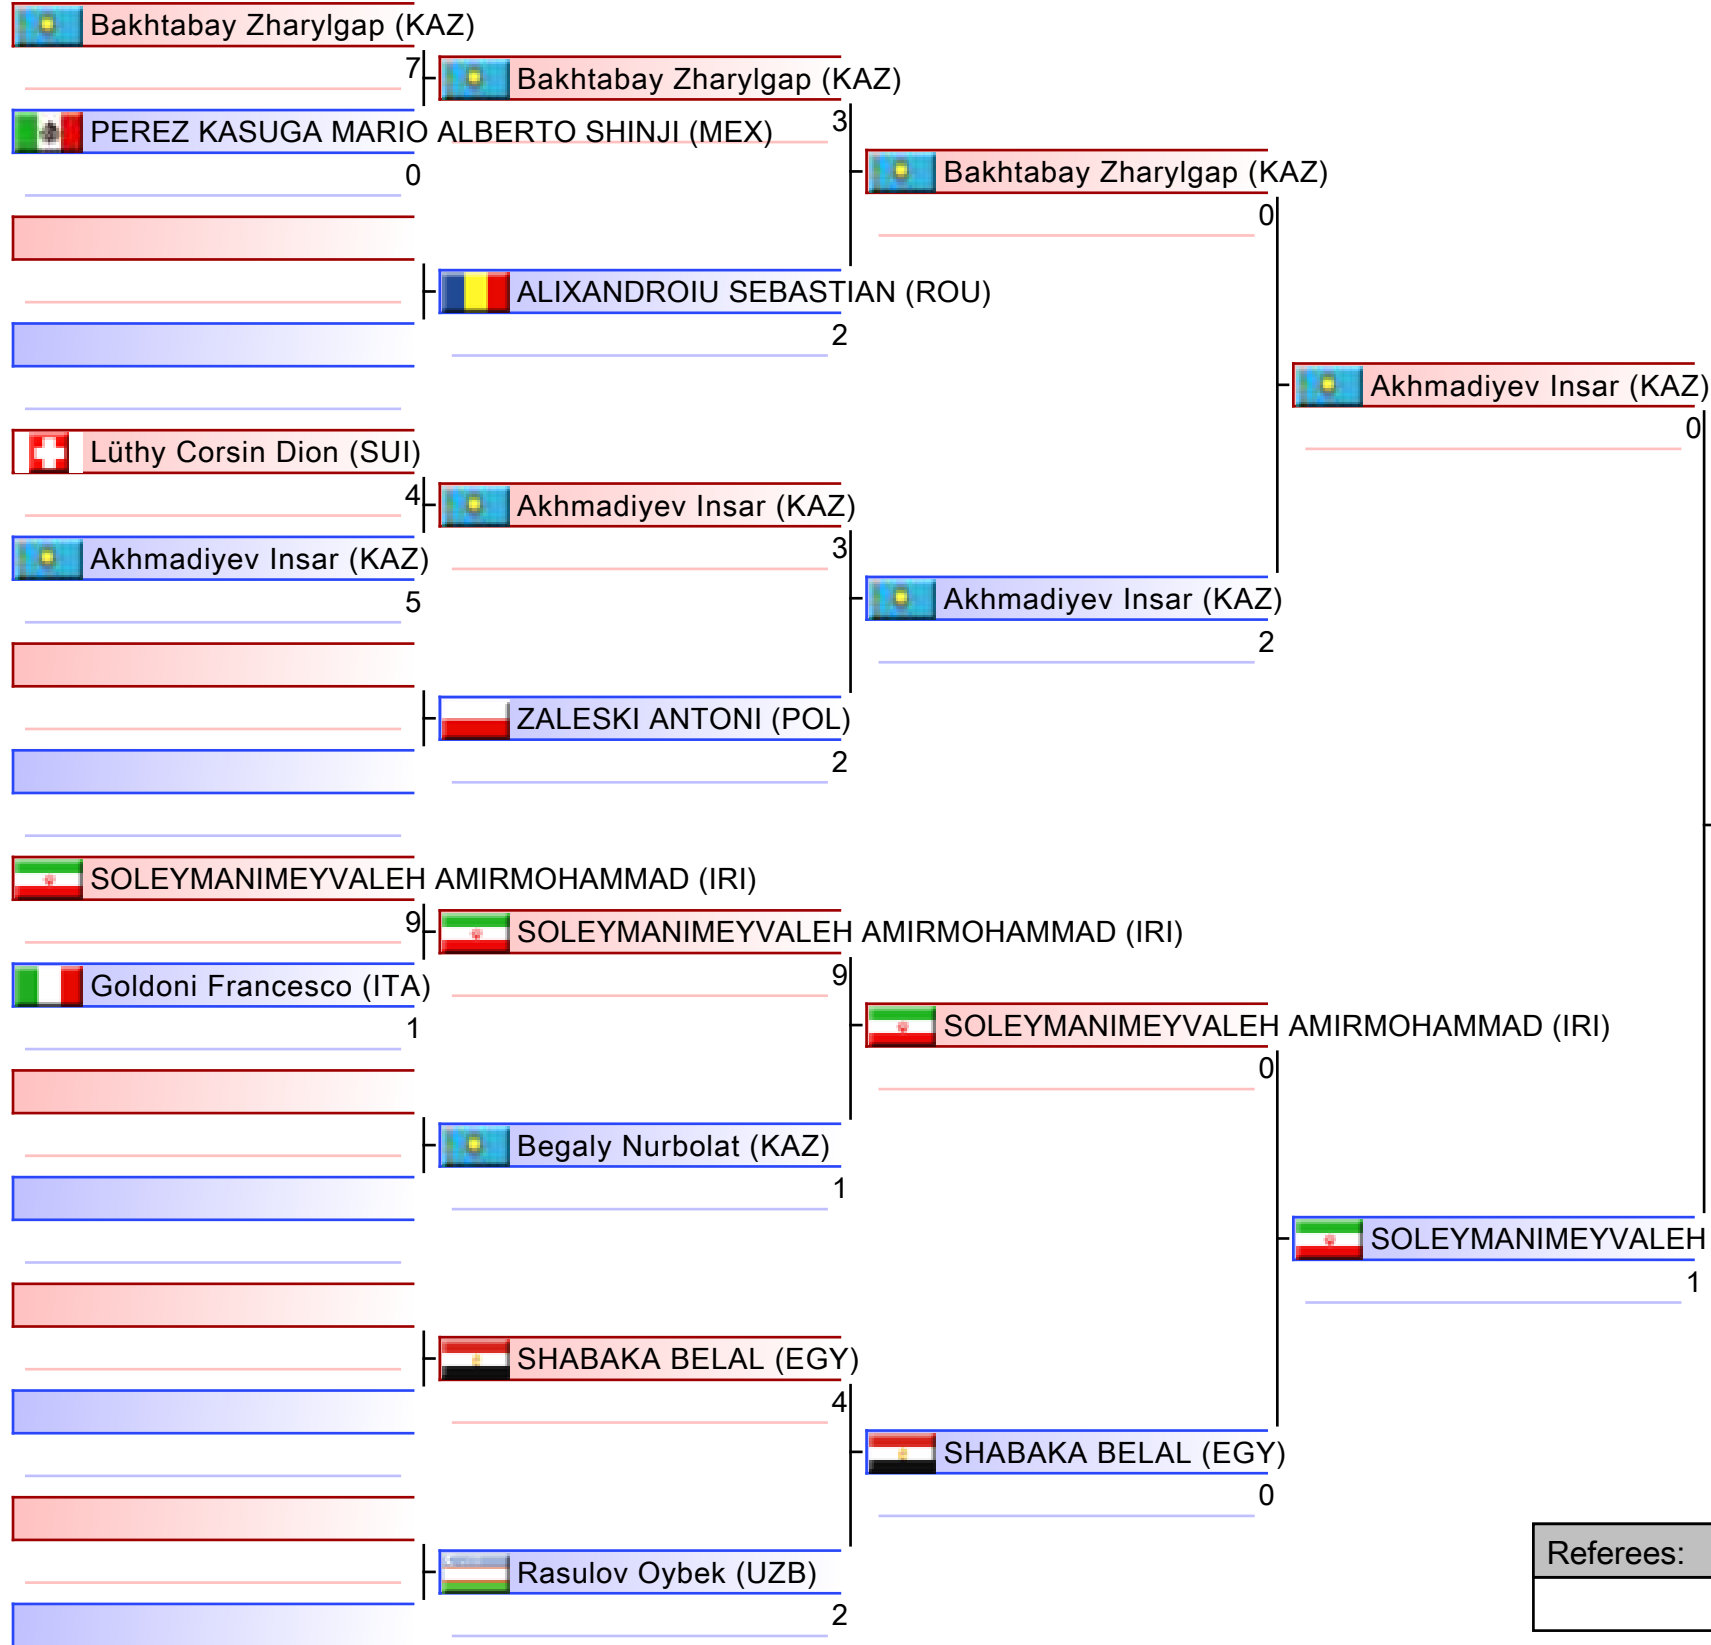 Bakhtabay Zharylgap (KAZ)
7
PEREZ KASUGA MARIO ALBERTO SHINJI (MEX)
0
Lüthy Corsin Dion (SUI)
4
Akhmadiyev Insar (KAZ)
5
SOLEYMANIMEYVALEH AMIRMOHAMMAD (IRI)
9
Goldoni Francesco (ITA)
1
Bakhtabay Zharylgap (KAZ)
3
ALIXANDROIU SEBASTIAN (ROU)
2
Akhmadiyev Insar (KAZ)
3
ZALESKI ANTONI (POL)
2
SOLEYMANIMEYVALEH AMIRMOHAMMAD (IRI)
9
Begaly Nurbolat (KAZ)
1
SHABAKA BELAL (EGY)
4
Rasulov Oybek (UZB)
2
Bakhtabay Zharylgap (KAZ)
0
Akhmadiyev Insar (KAZ)
2
SOLEYMANIMEYVALEH AMIRMOHAMMAD (IRI)
0
SHABAKA BELAL (EGY)
0
Akhmadiyev Insar (KAZ)
0
SOLEYMANIMEYVALEH
1
Referees: